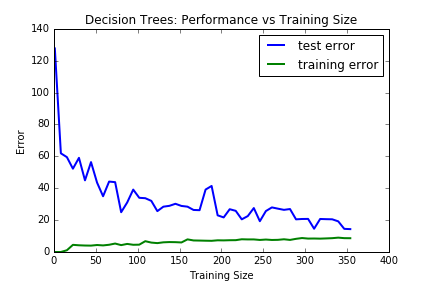 Decision Trees: Performance vs Training Size
140
120
100
80
60
40
20
0
Error
test error
training error
0 50 100 150 200 250 300 350 400
Training Size